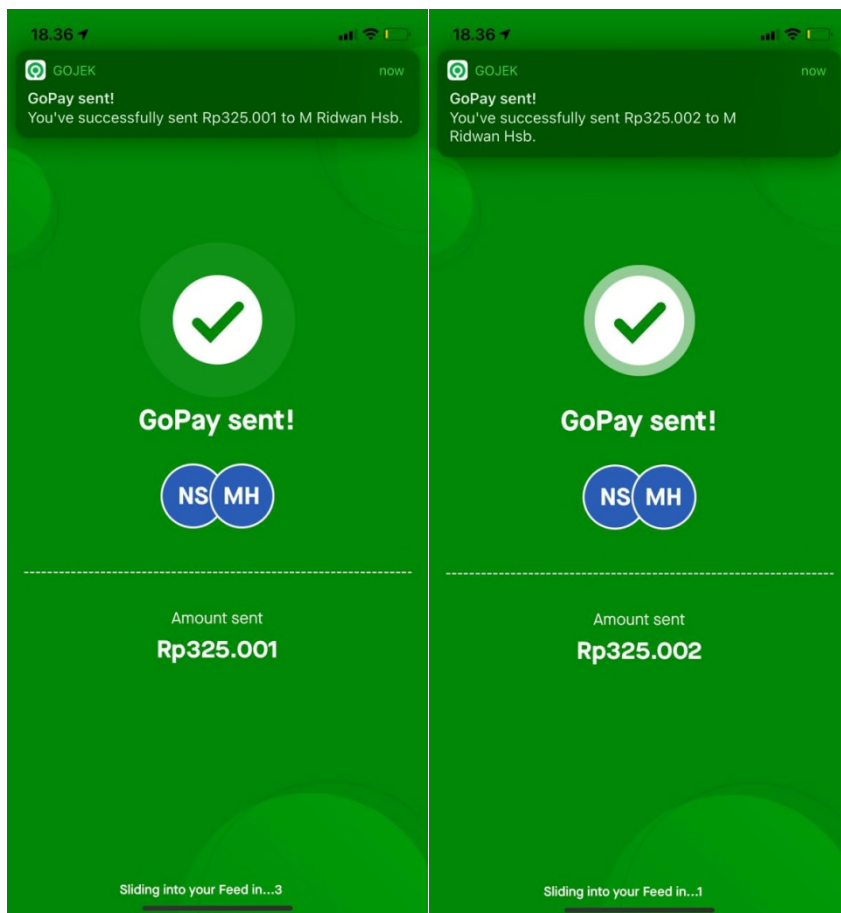 18.36
GOJEK
now
GoPay sent!
You've successfully sent Rp325.001 to M Ridwan Hsb.
GoPay sent!
NS MH
Amount sent
Rp325.001
Sliding into your Feed in...3
18.36
GOJEK
now
GoPay sent!
You've successfully sent Rp325.002 to M
Ridwan Hsb.
GoPay sent!
NS MH
Amount sent
Rp325.002
Sliding into your Feed in...1